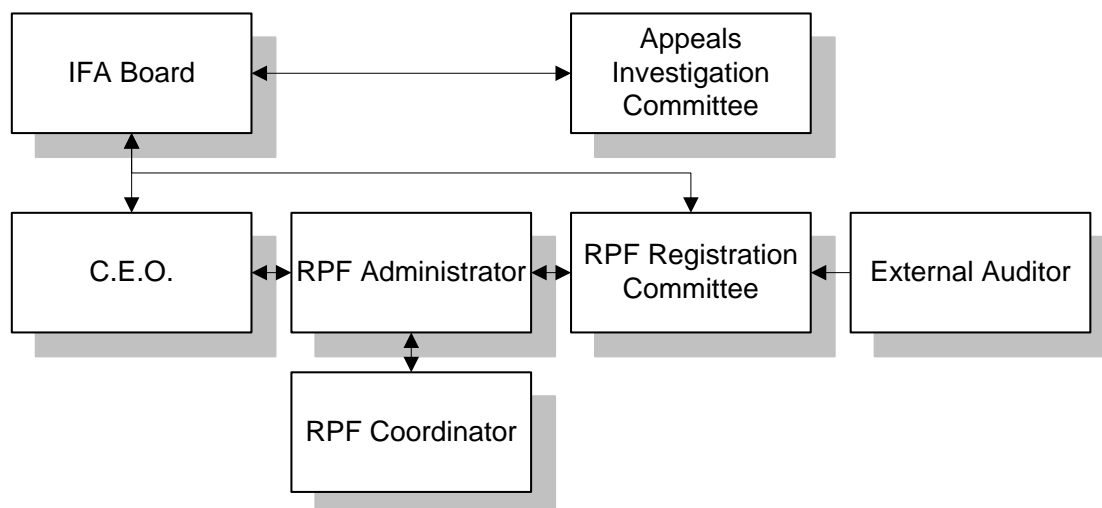 IFA Board
Appeals
Investigation
Committee
C.E.O.
RPF Administrator
RPF Registration
Committee
External Auditor
RPF Coordinator